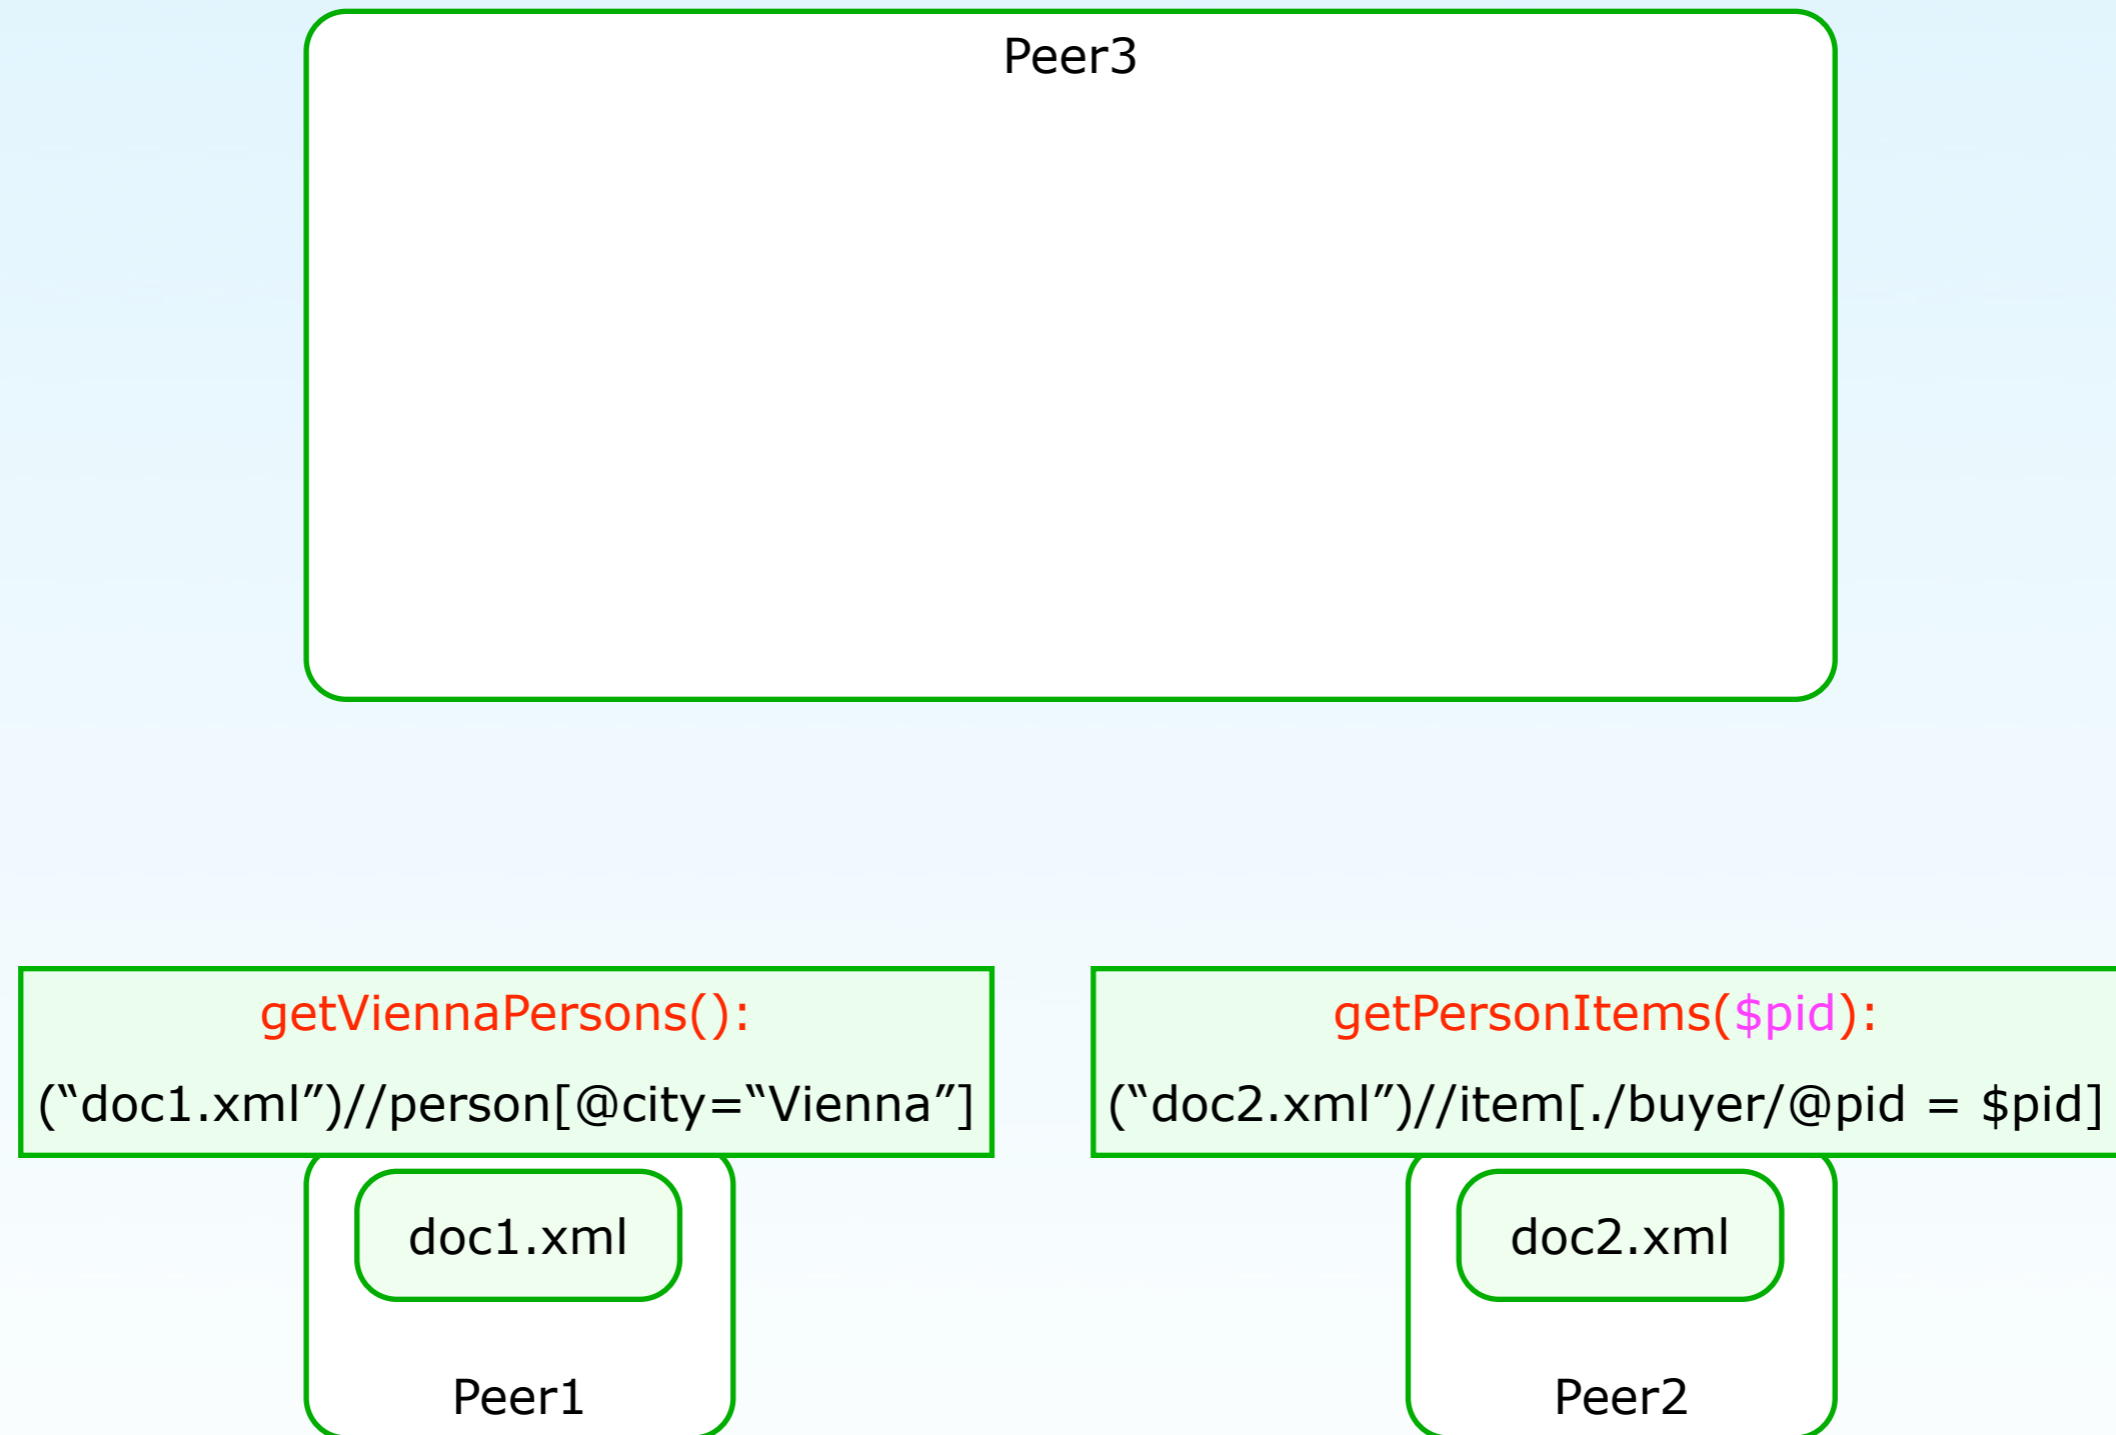 Peer3
getViennaPersons():
(“doc1.xml”)//person[@city=“Vienna”]
getPersonItems($pid):
(“doc2.xml”)//item[./buyer/@pid = $pid]
doc1.xml
doc2.xml
Peer1
Peer2